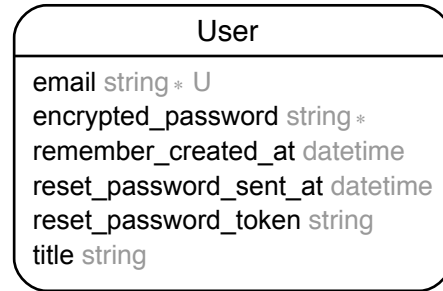 User
email string ∗ U
encrypted_password string ∗
remember_created_at datetime
reset_password_sent_at datetime
reset_password_token string
title string